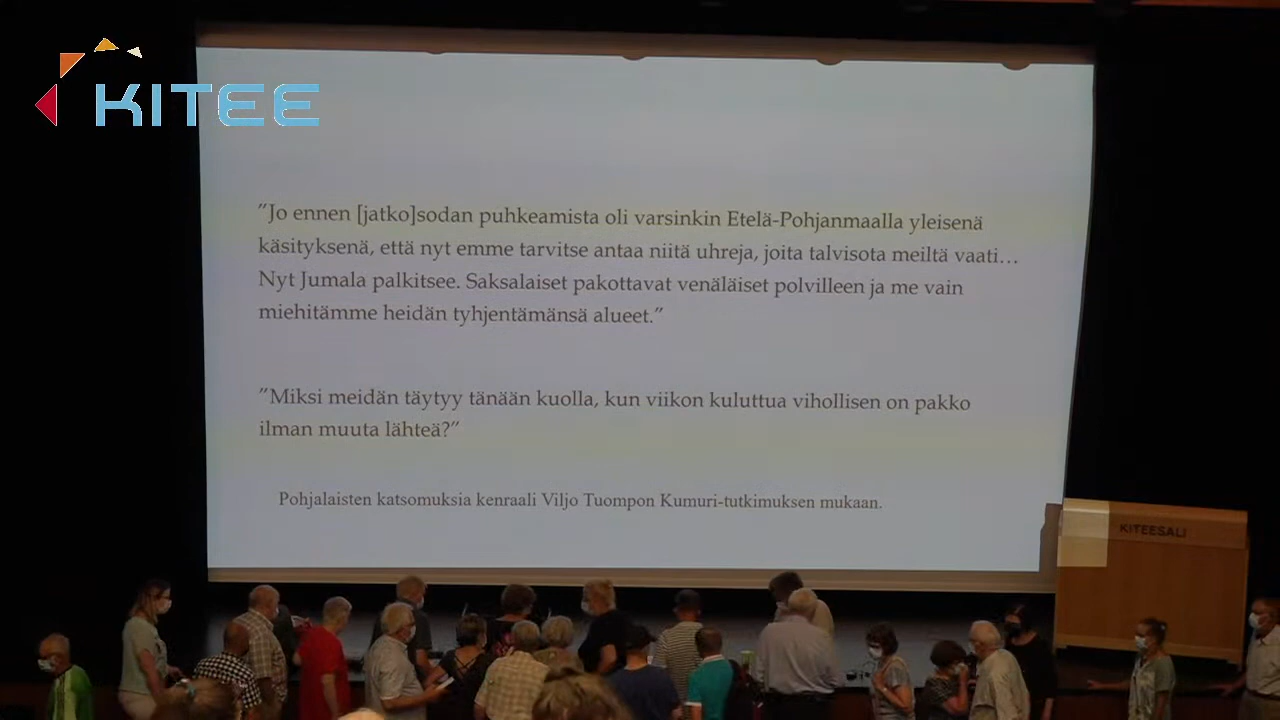 KITEE
"Jo ennen [jatko]sodan puhkeamista oli varsinkin Etelä-Pohjanmaalla yleisenä
käsityksenä, että nyt emme tarvitse antaa niitä uhreja, joita talvisota meiltä vaati…
Nyt Jumala palkitsee. Saksalaiset pakottavat venäläiset polvilleen ja me vain
miehitämme heidän tyhjentämänsä alueet."
"Miksi meidän täytyy tänään kuolla, kun viikon kuluttua vihollisen on pakko
ilman muuta lähteä?"
Pohjalaisten katsomuksia kenraali Viljo Tuompon Kumuri-tutkimuksen mukaan.
KITEESALI